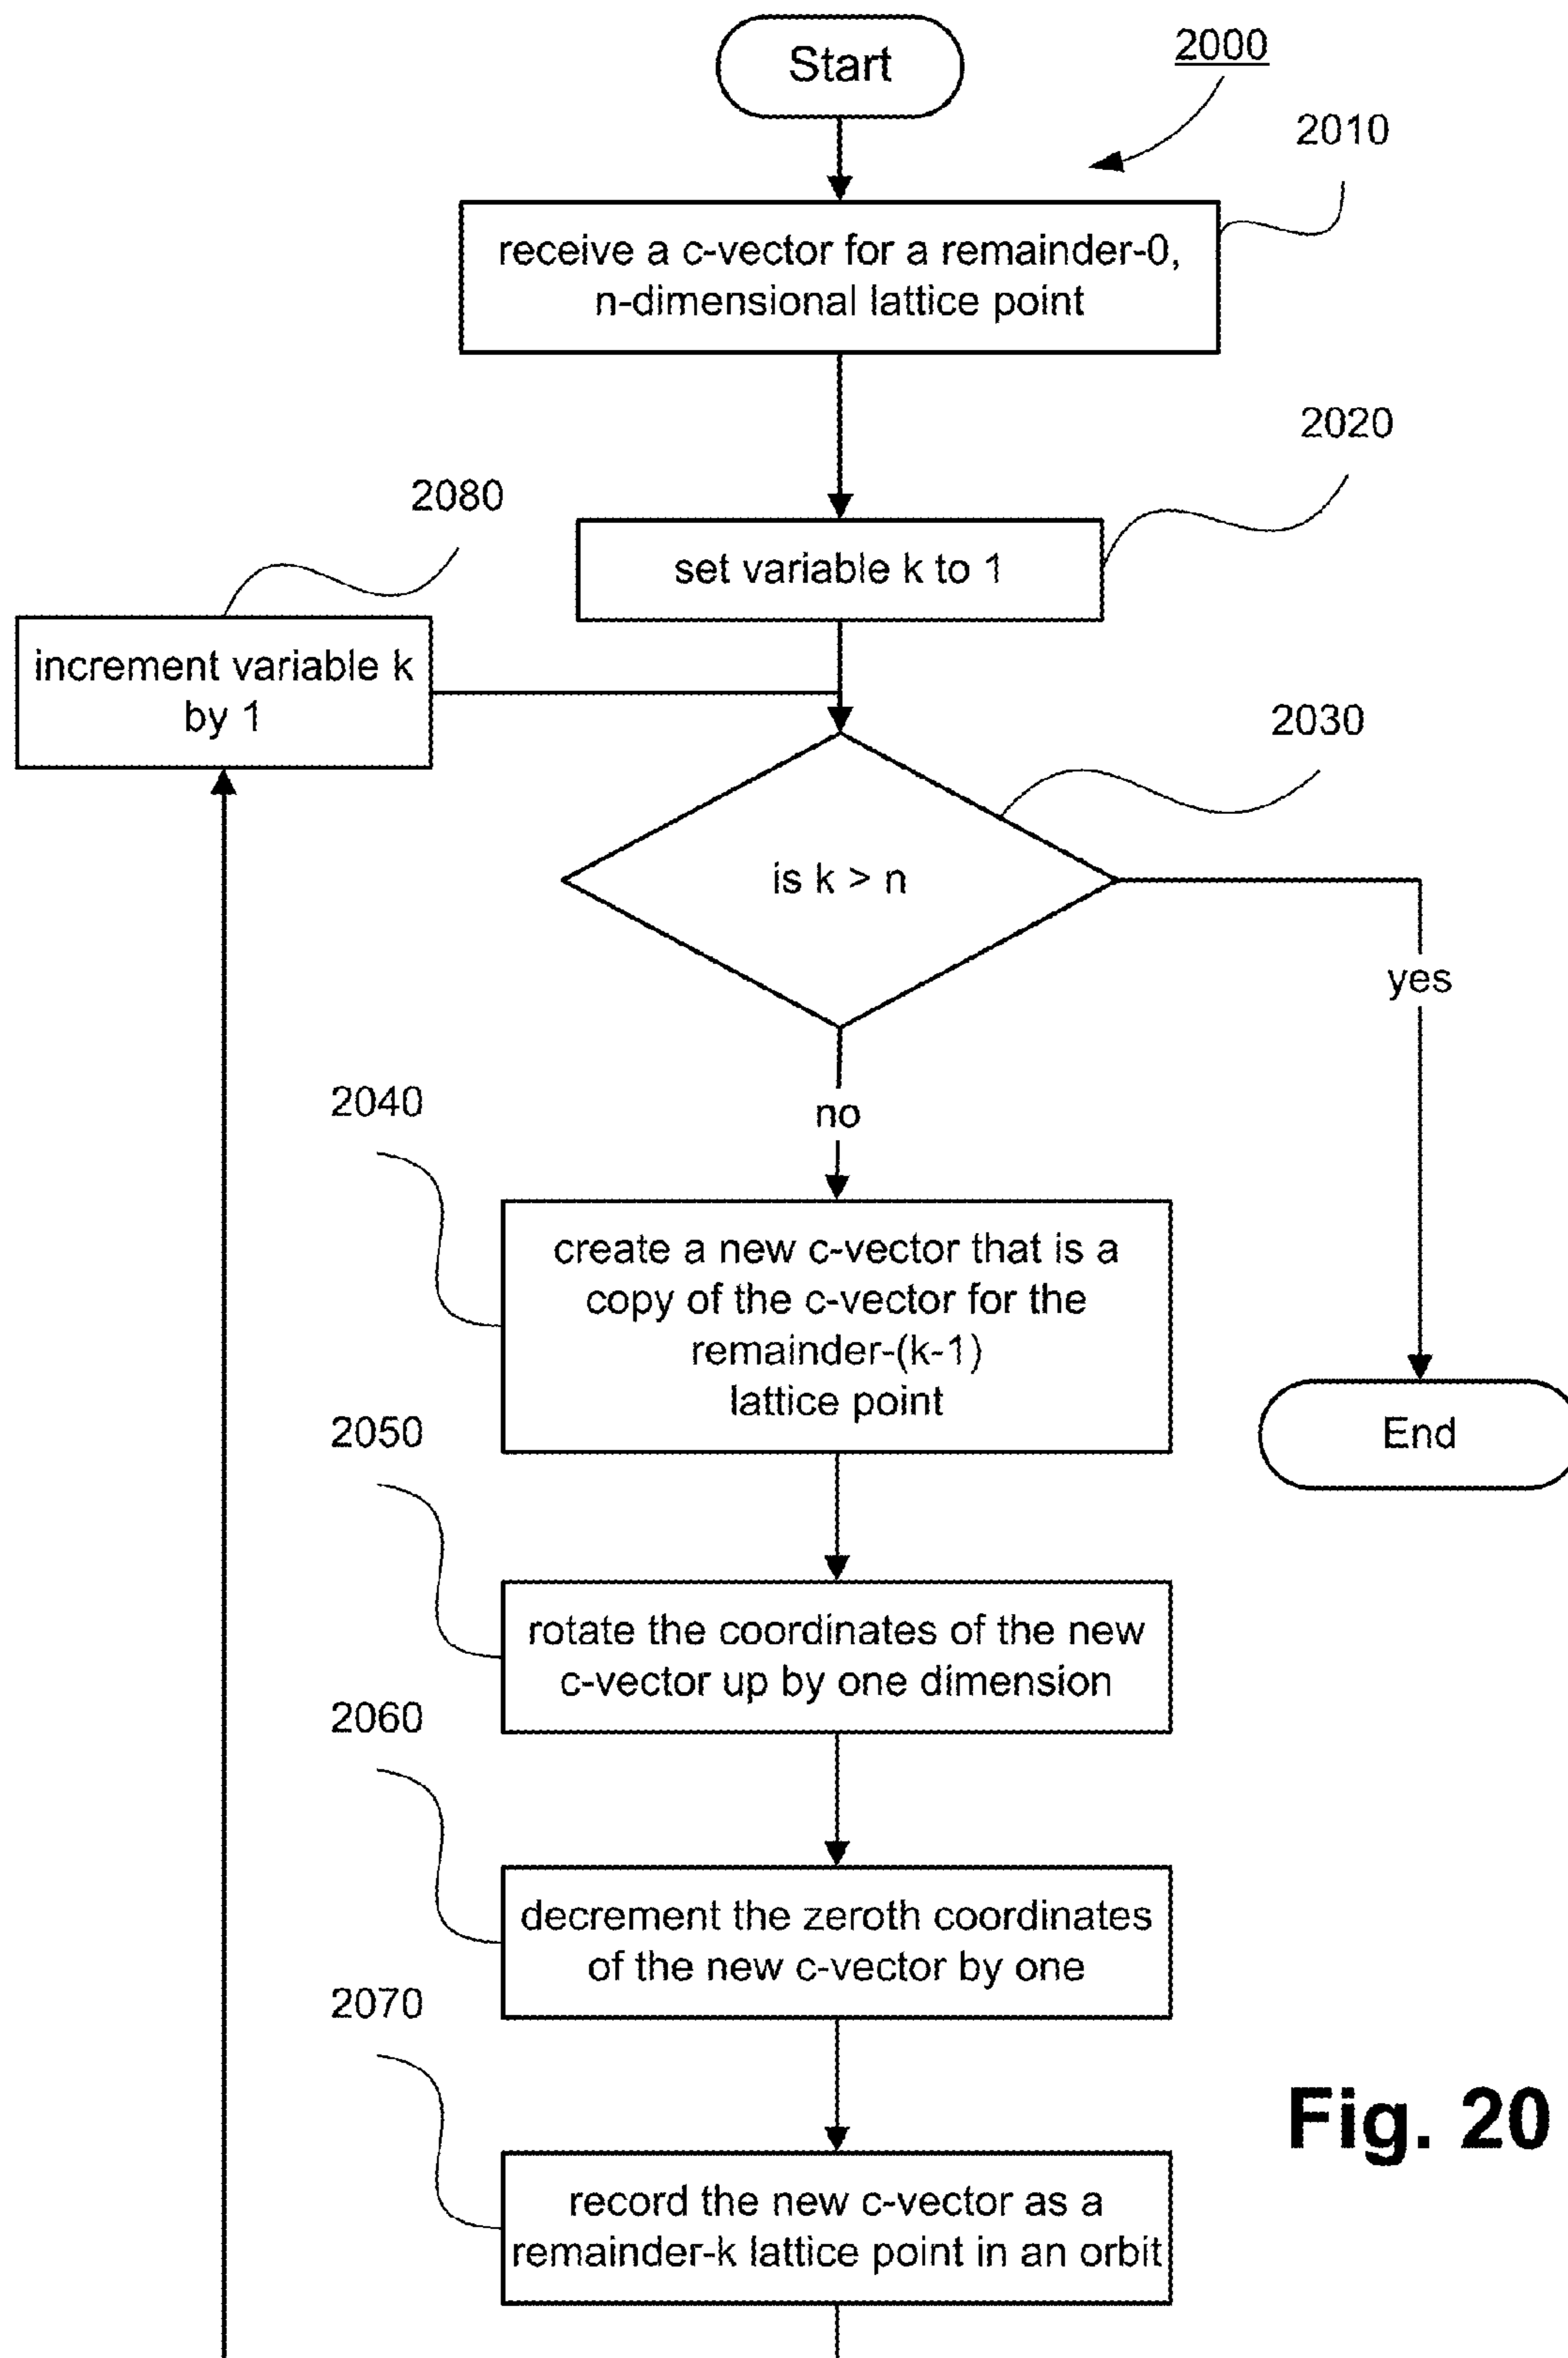 Start
2000
2010
receive a c-vector for a remainder-0,
n-dimensional lattice point
2020
set variable k to 1
2080
increment variable k
by 1
2030
is k > n
yes
no
2040
create a new c-vector that is a
copy of the c-vector for the
remainder-(k-1)
lattice point
End
2050
rotate the coordinates of the new
c-vector up by one dimension
2060
decrement the zeroth coordinates
of the new c-vector by one
2070
record the new c-vector as a
remainder-k lattice point in an orbit
Fig. 20